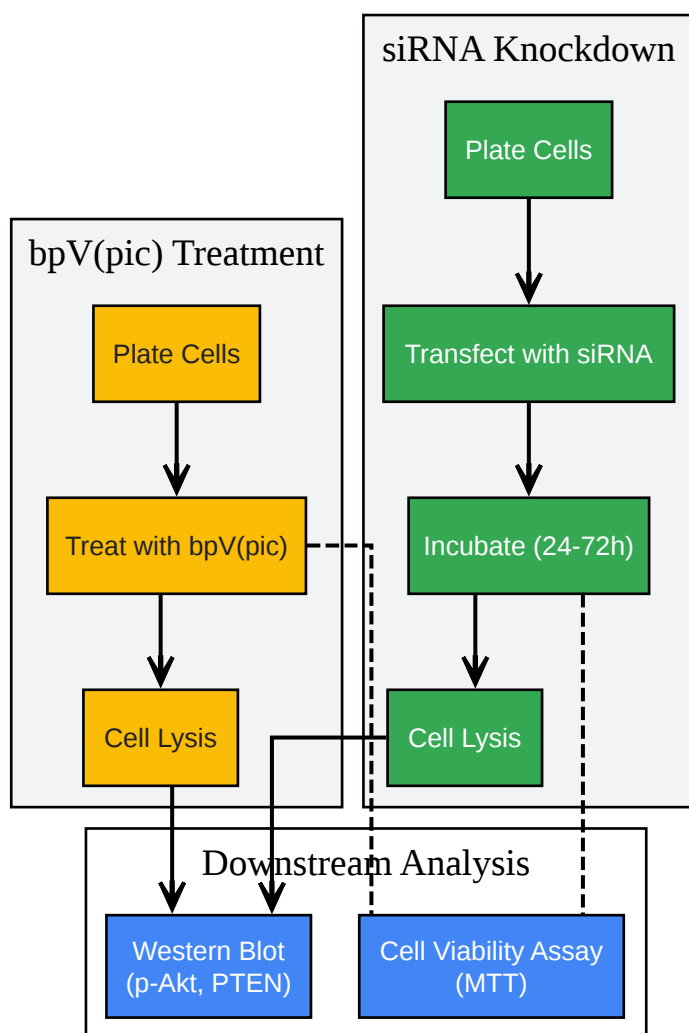 siRNA Knockdown
Plate Cells
Transfect with siRNA
Incubate (24-72h)
Cell Lysis
bpV(pic) Treatment
Plate Cells
Treat with bpV(pic)
Cell Lysis
Downstream Analysis
Western Blot
(p-Akt, PTEN)
Cell Viability Assay
(MTT)